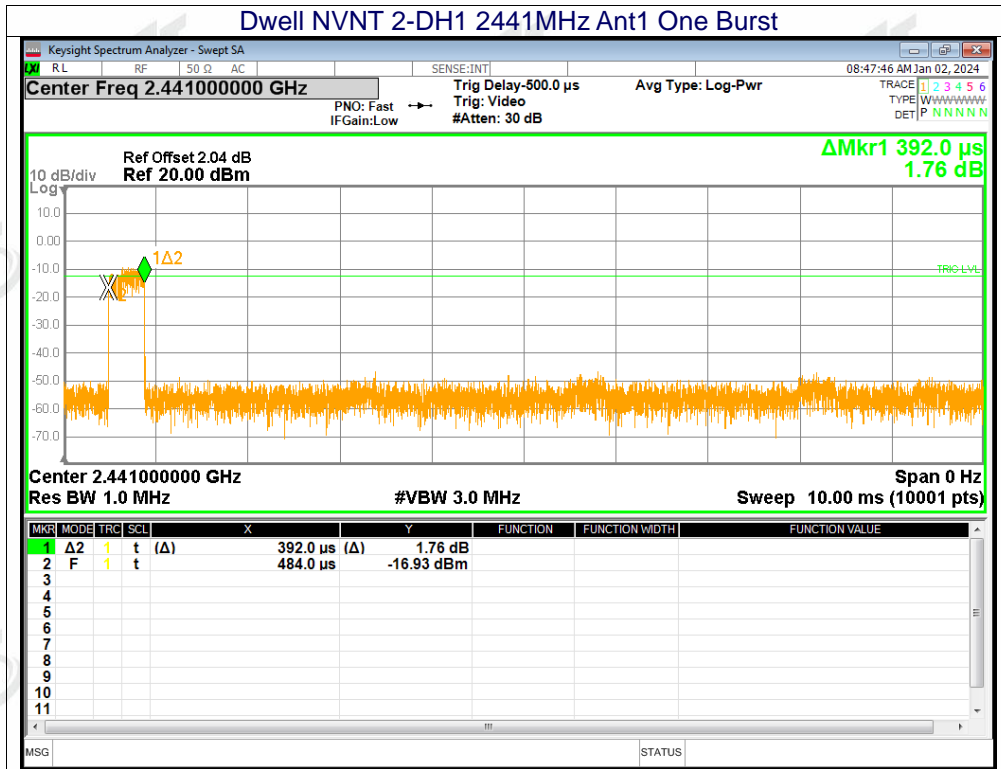 Dwell NVNT 2-DH1 2441MHz Ant1 One Burst
Keysight Spectrum Analyzer - Swept SA
LXI RL RF 50 Ω AC SENSE:INT 08:47:46 AM Jan 02, 2024
Center Freq 2.441000000 GHz
PNO: Fast
IFGain:Low
Trig Delay-500.0 µs
Trig: Video
#Atten: 30 dB
Avg Type: Log-Pwr
TRACE 1 2 3 4 5 6
TYPE WWWWWWW
DET P N N N N N
ΔMkr1 392.0 µs
1.76 dB
Ref Offset 2.04 dB
10 dB/div Ref 20.00 dBm
Log
10.0
0.00
-10.0
-20.0
-30.0
-40.0
-50.0
-60.0
-70.0
1Δ2
TRIG LVL
Center 2.441000000 GHz Span 0 Hz
Res BW 1.0 MHz #VBW 3.0 MHz Sweep 10.00 ms (10001 pts)
MKR MODE TRC SCL X Y FUNCTION FUNCTION WIDTH FUNCTION VALUE
1 Δ2 1 t (Δ) 392.0 µs (Δ) 1.76 dB
2 F 1 t 484.0 µs -16.93 dBm
3
4
5
6
7
8
9
10
11
MSG STATUS